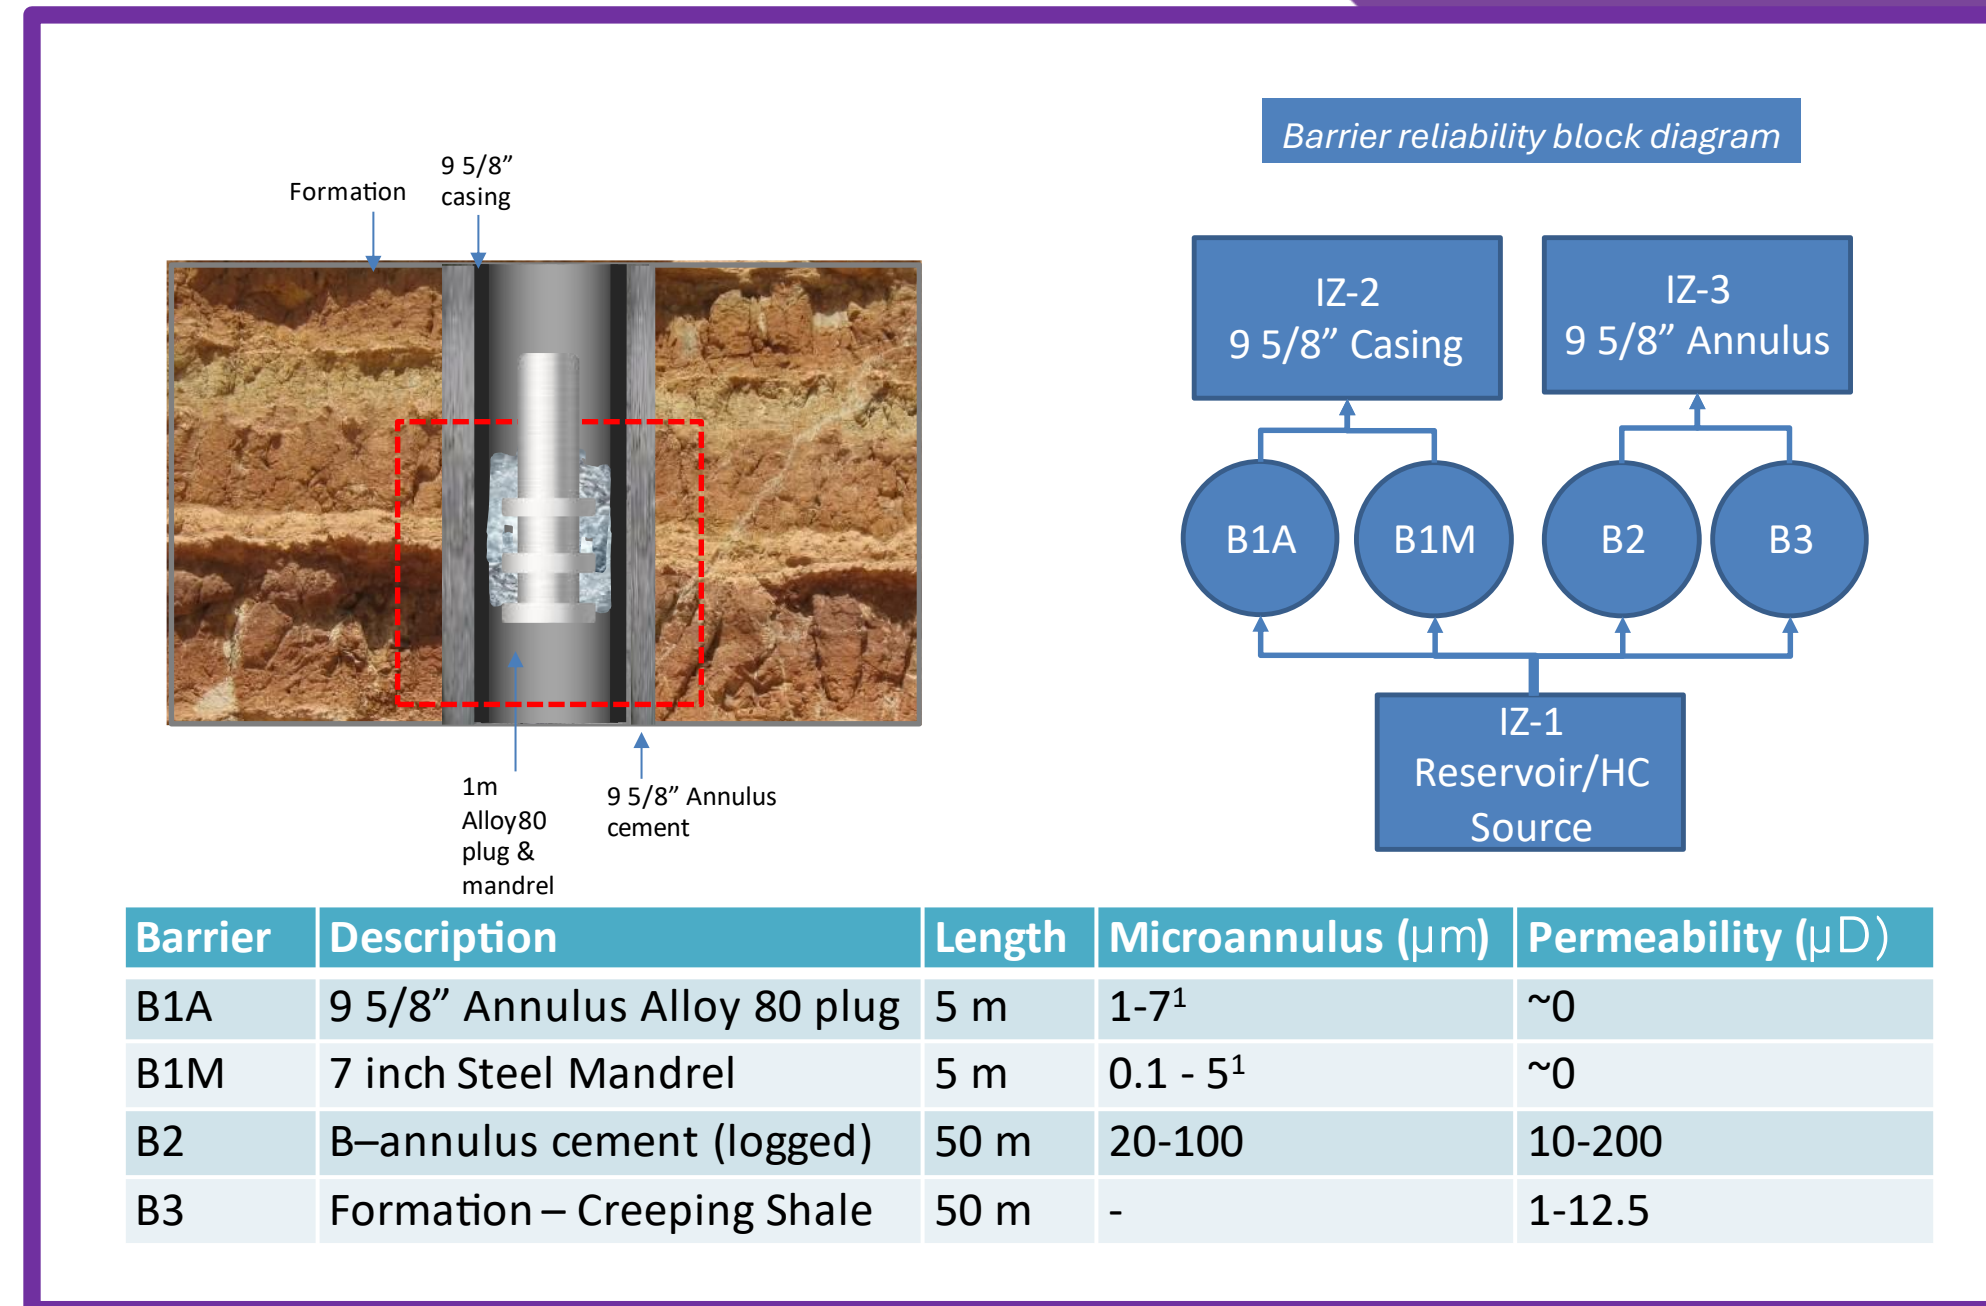 Barrier reliability block diagram
Formation
9 5/8”
casing
1m
Alloy80
plug &
mandrel
9 5/8” Annulus
cement
IZ-2
9 5/8” Casing
IZ-3
9 5/8” Annulus
B1A
B1M
B2
B3
IZ-1
Reservoir/HC
Source
Barrier Description Length Microannulus (μm) Permeability (μD)
B1A 9 5/8” Annulus Alloy 80 plug 5 m 1-7¹ ~0
B1M 7 inch Steel Mandrel 5 m 0.1 - 5¹ ~0
B2 B–annulus cement (logged) 50 m 20-100 10-200
B3 Formation – Creeping Shale 50 m - 1-12.5